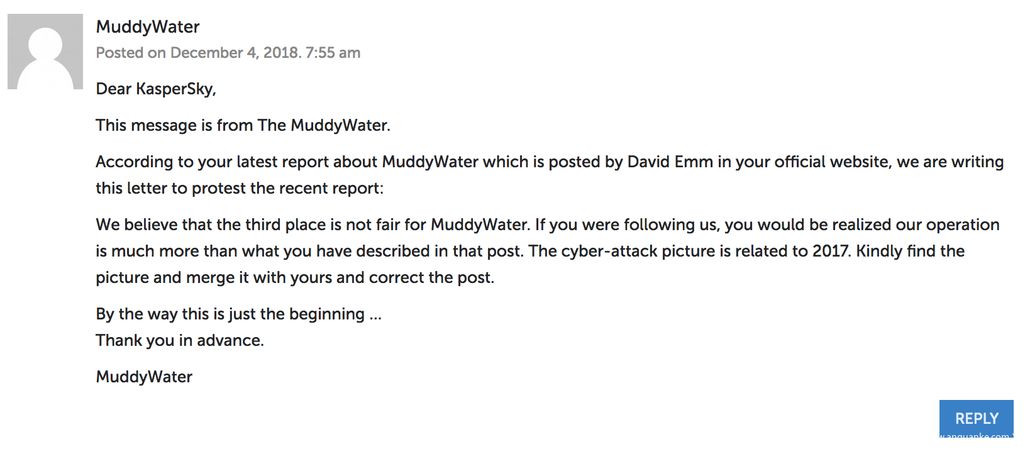 MuddyWater
Posted on December 4, 2018. 7:55 am
Dear KasperSky,
This message is from The MuddyWater.
According to your latest report about MuddyWater which is posted by David Emm in your official website, we are writing
this letter to protest the recent report:
We believe that the third place is not fair for MuddyWater. If you were following us, you would be realized our operation
is much more than what you have described in that post. The cyber-attack picture is related to 2017. Kindly find the
picture and merge it with yours and correct the post.
By the way this is just the beginning ...
Thank you in advance.
MuddyWater
REPLY